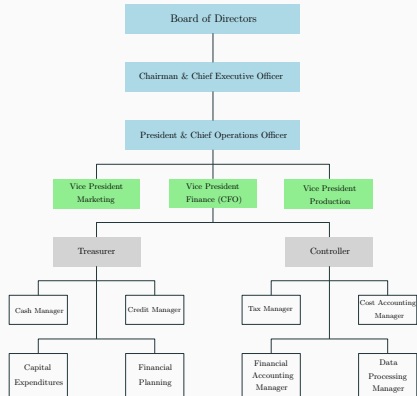 Board of Directors
Chairman & Chief Executive Officer
President & Chief Operations Officer
Vice President
Marketing
Vice President
Finance (CFO)
Vice President
Production
Treasurer
Controller
Cash Manager
Credit Manager
Tax Manager
Cost Accounting
Manager
Capital
Expenditures
Financial
Planning
Financial
Accounting
Manager
Data
Processing
Manager